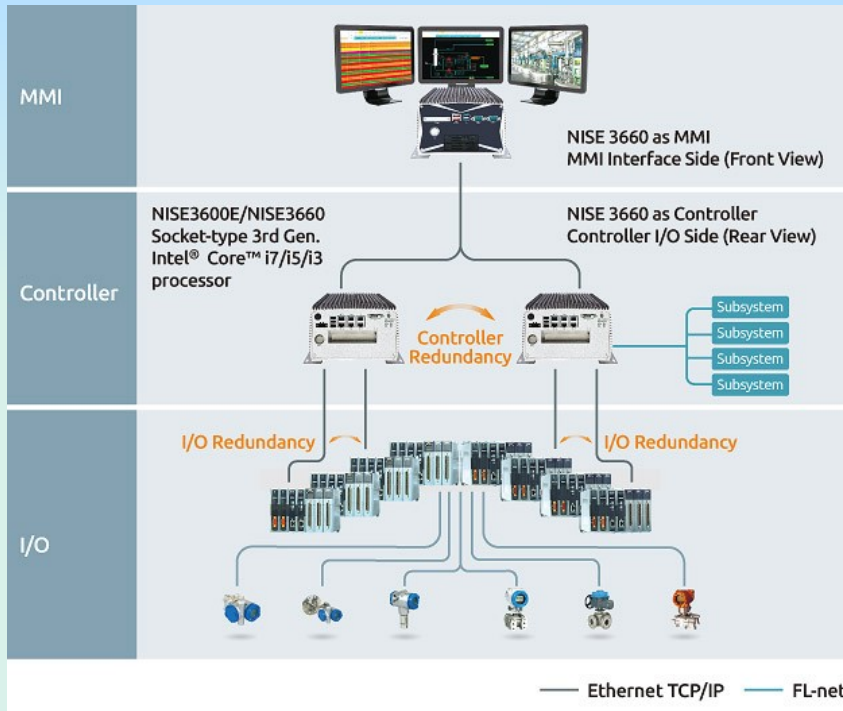 MMI
NISE 3660 as MMI
MMI Interface Side (Front View)
NISE3600E/NISE3660
Socket-type 3rd Gen.
Intel® Core™ i7/i5/i3
processor
NISE 3660 as Controller
Controller I/O Side (Rear View)
Controller
Controller
Redundancy
Subsystem
Subsystem
Subsystem
Subsystem
I/O Redundancy
I/O Redundancy
I/O
Ethernet TCP/IP
FL-net